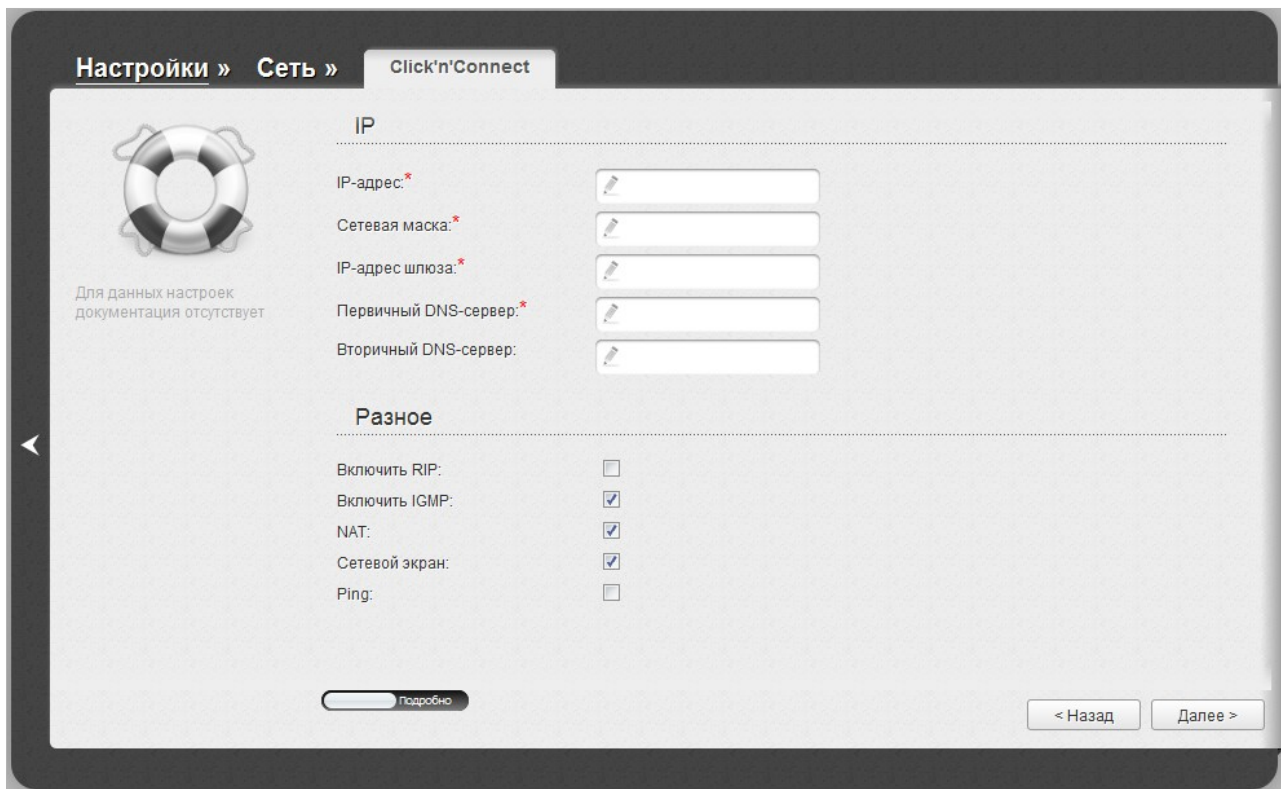 Настройки » Сеть » Click'n'Connect
IP
Для данных настроек
документация отсутствует
IP-адрес:*
Сетевая маска:*
IP-адрес шлюза:*
Первичный DNS-сервер:*
Вторичный DNS-сервер:
Разное
Включить RIP:
Включить IGMP:
NAT:
Сетевой экран:
Ping:
Подробно
< Назад
Далее >